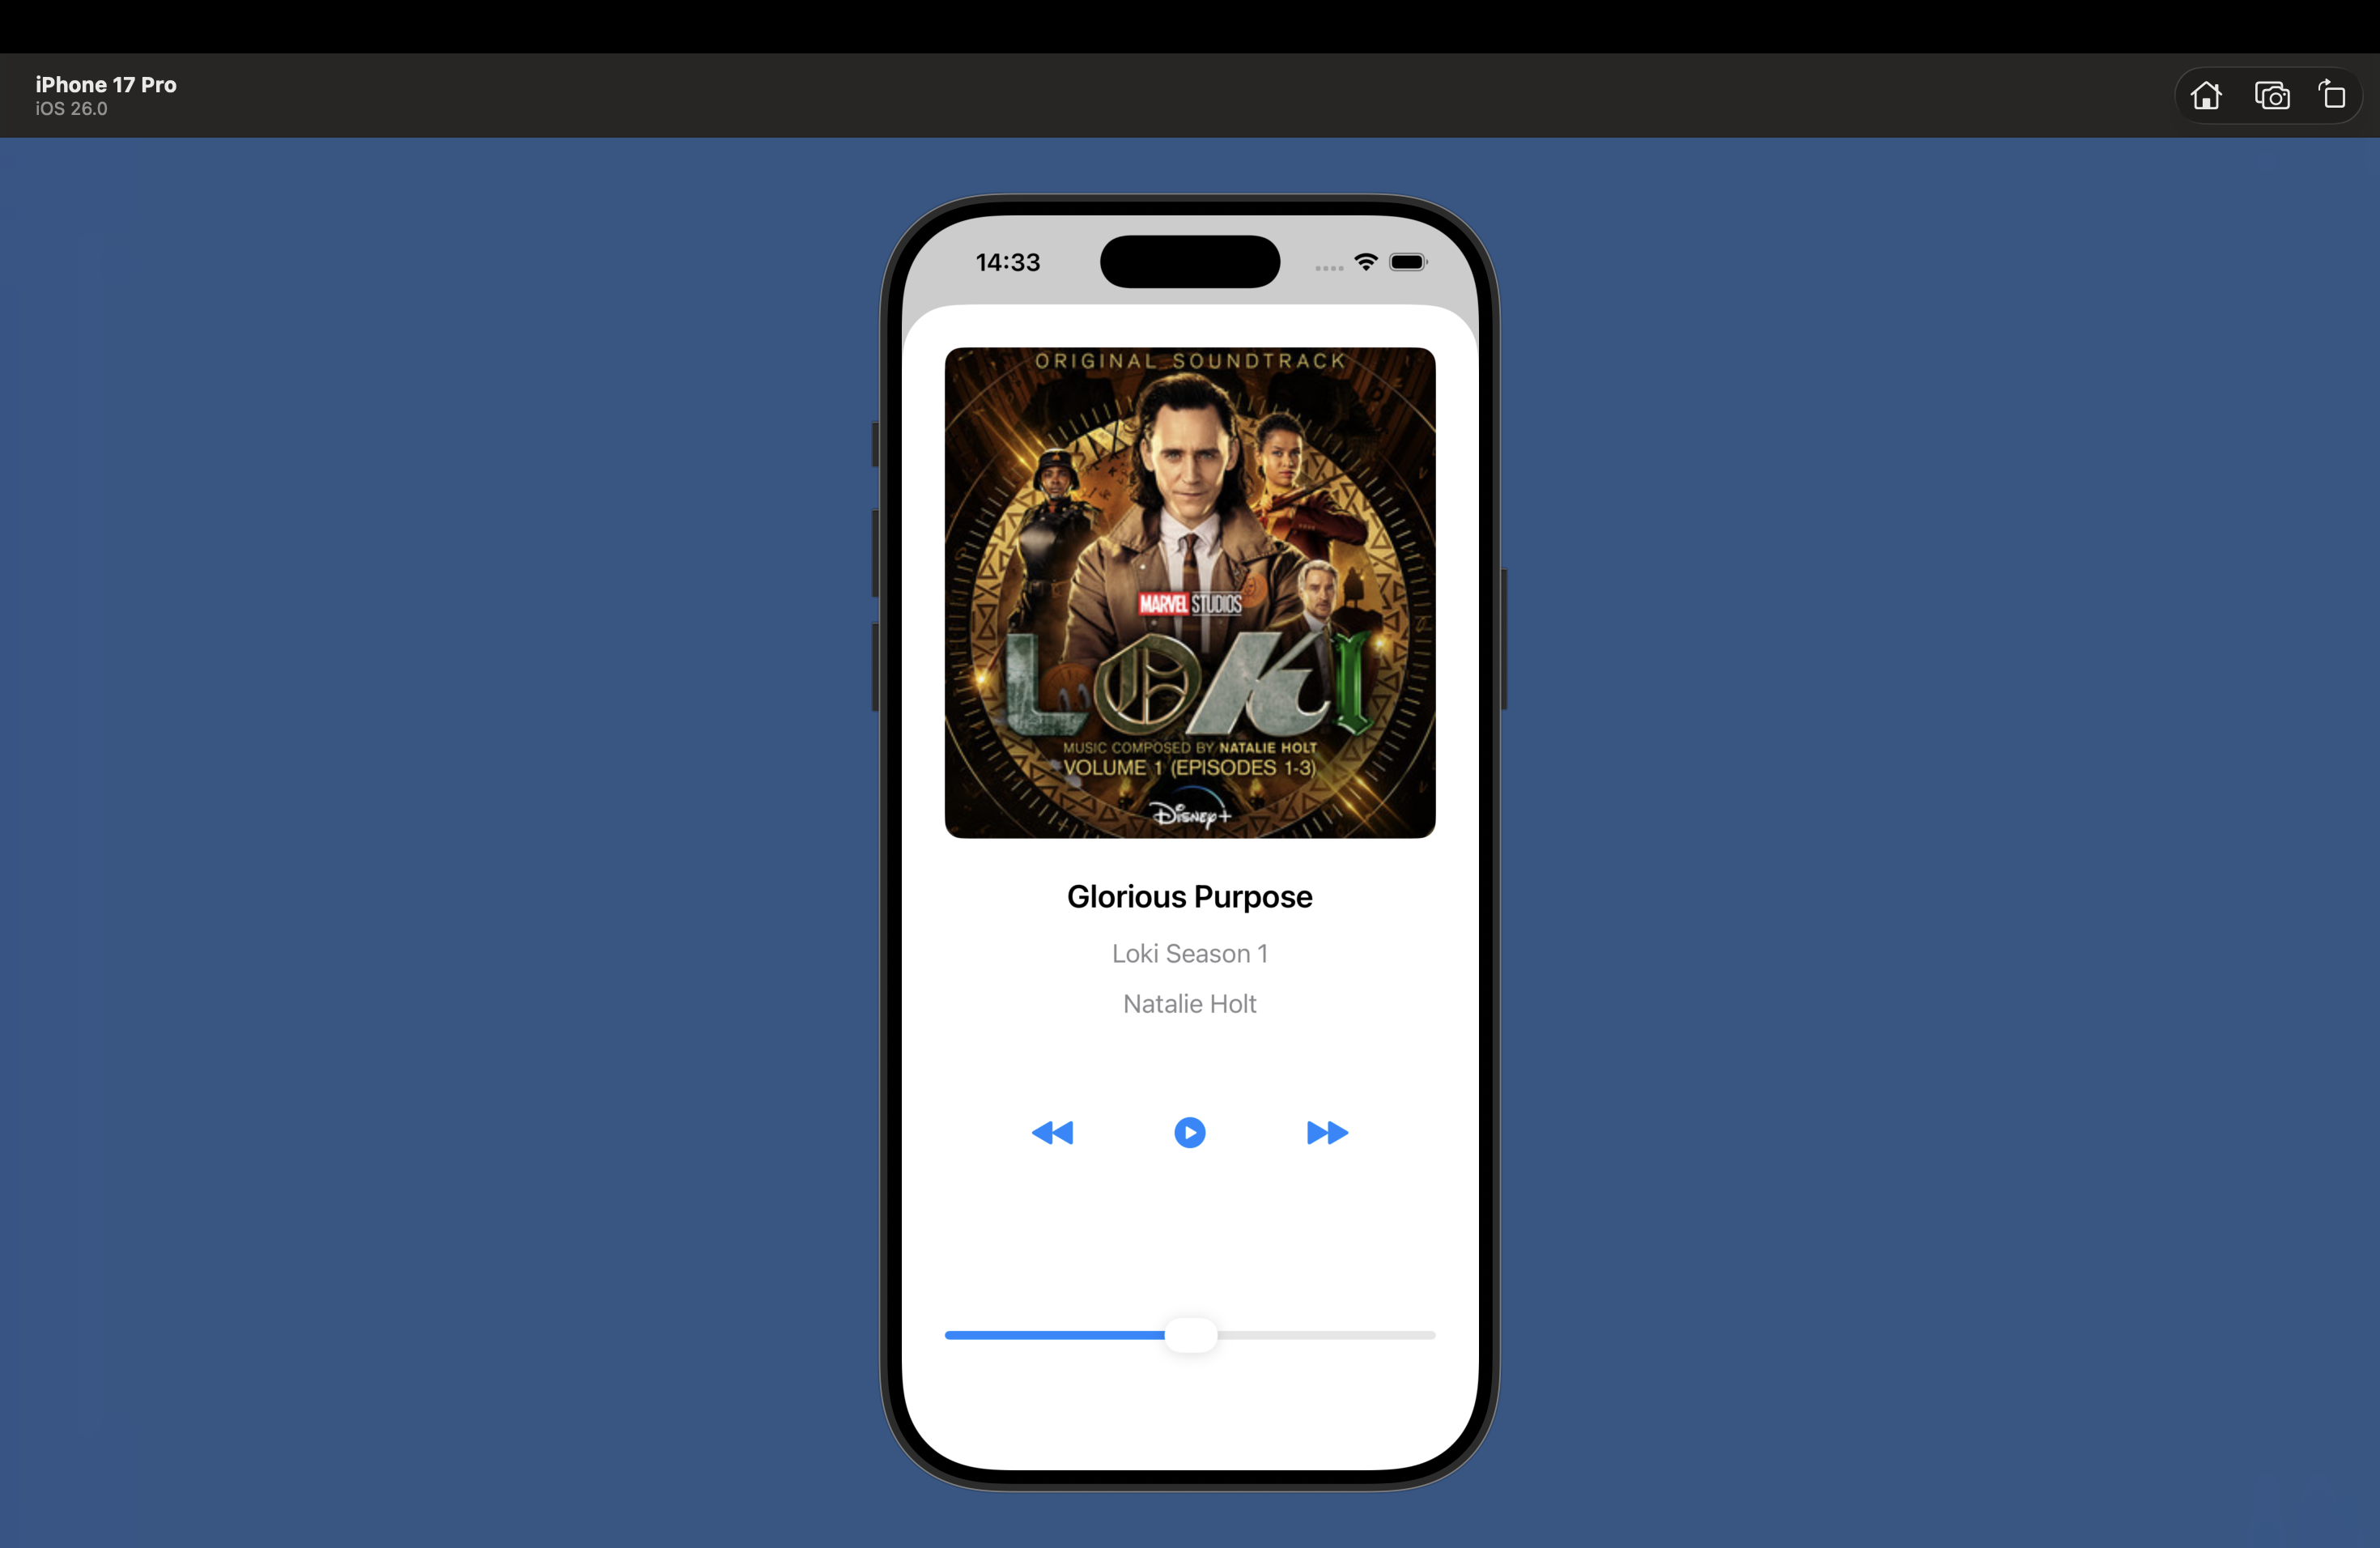 iPhone 17 Pro
iOS 26.0
14:33
ORIGINAL SOUNDTRACK
MARVEL STUDIOS
LOKI
MUSIC COMPOSED BY NATALIE HOLT
VOLUME 1 (EPISODES 1-3)
Disney+
Glorious Purpose
Loki Season 1
Natalie Holt